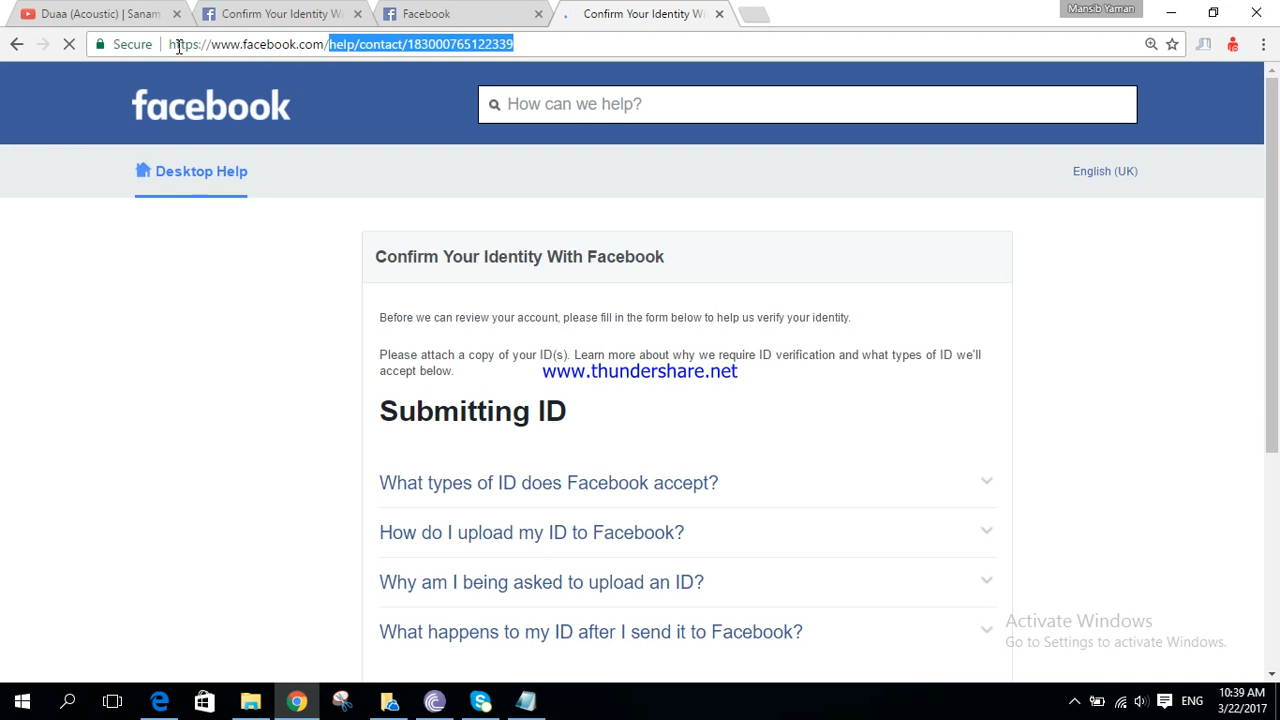 Duaa (Acoustic) | Sanam
Confirm Your Identity W
Facebook
Confirm Your Identity W
Mansib Yaman
Secure
https://www.facebook.com/help/contact/183000765122339
facebook
How can we help?
Desktop Help
English (UK)
Confirm Your Identity With Facebook
Before we can review your account, please fill in the form below to help us verify your identity.
Please attach a copy of your ID(s). Learn more about why we require ID verification and what types of ID we'll
accept below.
www.thundershare.net
Submitting ID
What types of ID does Facebook accept?
How do I upload my ID to Facebook?
Why am I being asked to upload an ID?
What happens to my ID after I send it to Facebook?
Activate Windows
Go to Settings to activate Windows.
ENG
10:39 AM
3/22/2017